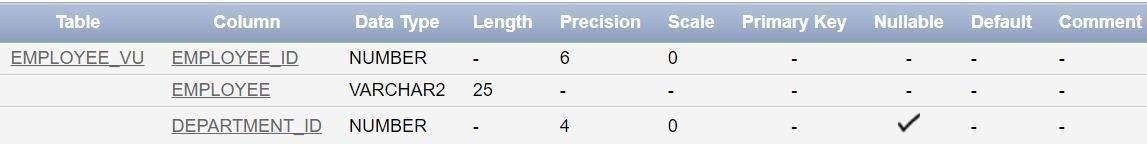 Table Column Data Type Length Precision Scale Primary Key Nullable Default Comment
EMPLOYEE_VU EMPLOYEE_ID NUMBER - 6 0 - - - -
EMPLOYEE VARCHAR2 25 - - - - - -
DEPARTMENT_ID NUMBER - 4 0 - ✓ - -